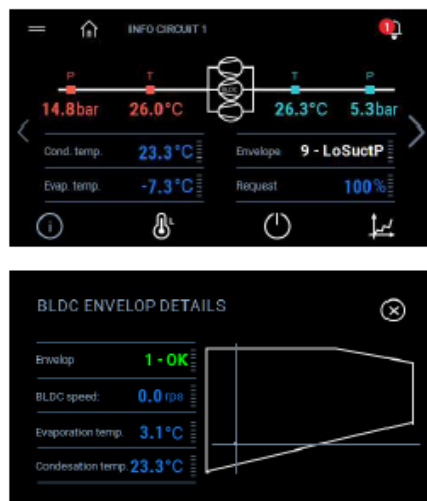 INFO CIRCUIT 1
1
P T T P
BLDC
14.8bar 26.0°C 26.3°C 5.3bar
Cond. temp. 23.3°C Envelope 9 - LoSuctP
Evap. temp. -7.3°C Request 100%
i L
BLDC ENVELOP DETAILS
Envelop 1 - OK
BLDC speed: 0.0 rps
Evaporation temp. 3.1°C
Condesation temp. 23.3°C